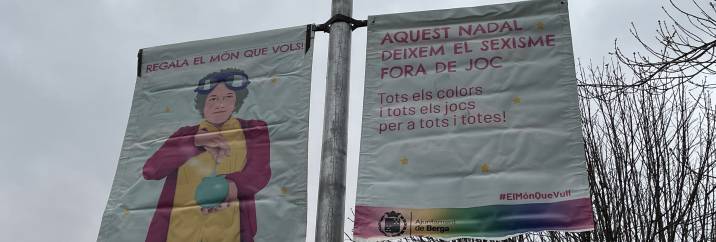 REGALA EL MÓN QUE VOLS!
AQUEST NADAL
DEIXEM EL SEXISME
FORA DE JOC
Tots els colors
i tots els jocs
per a tots i totes!
#ElMónQueVull
Ajuntament
de Berga